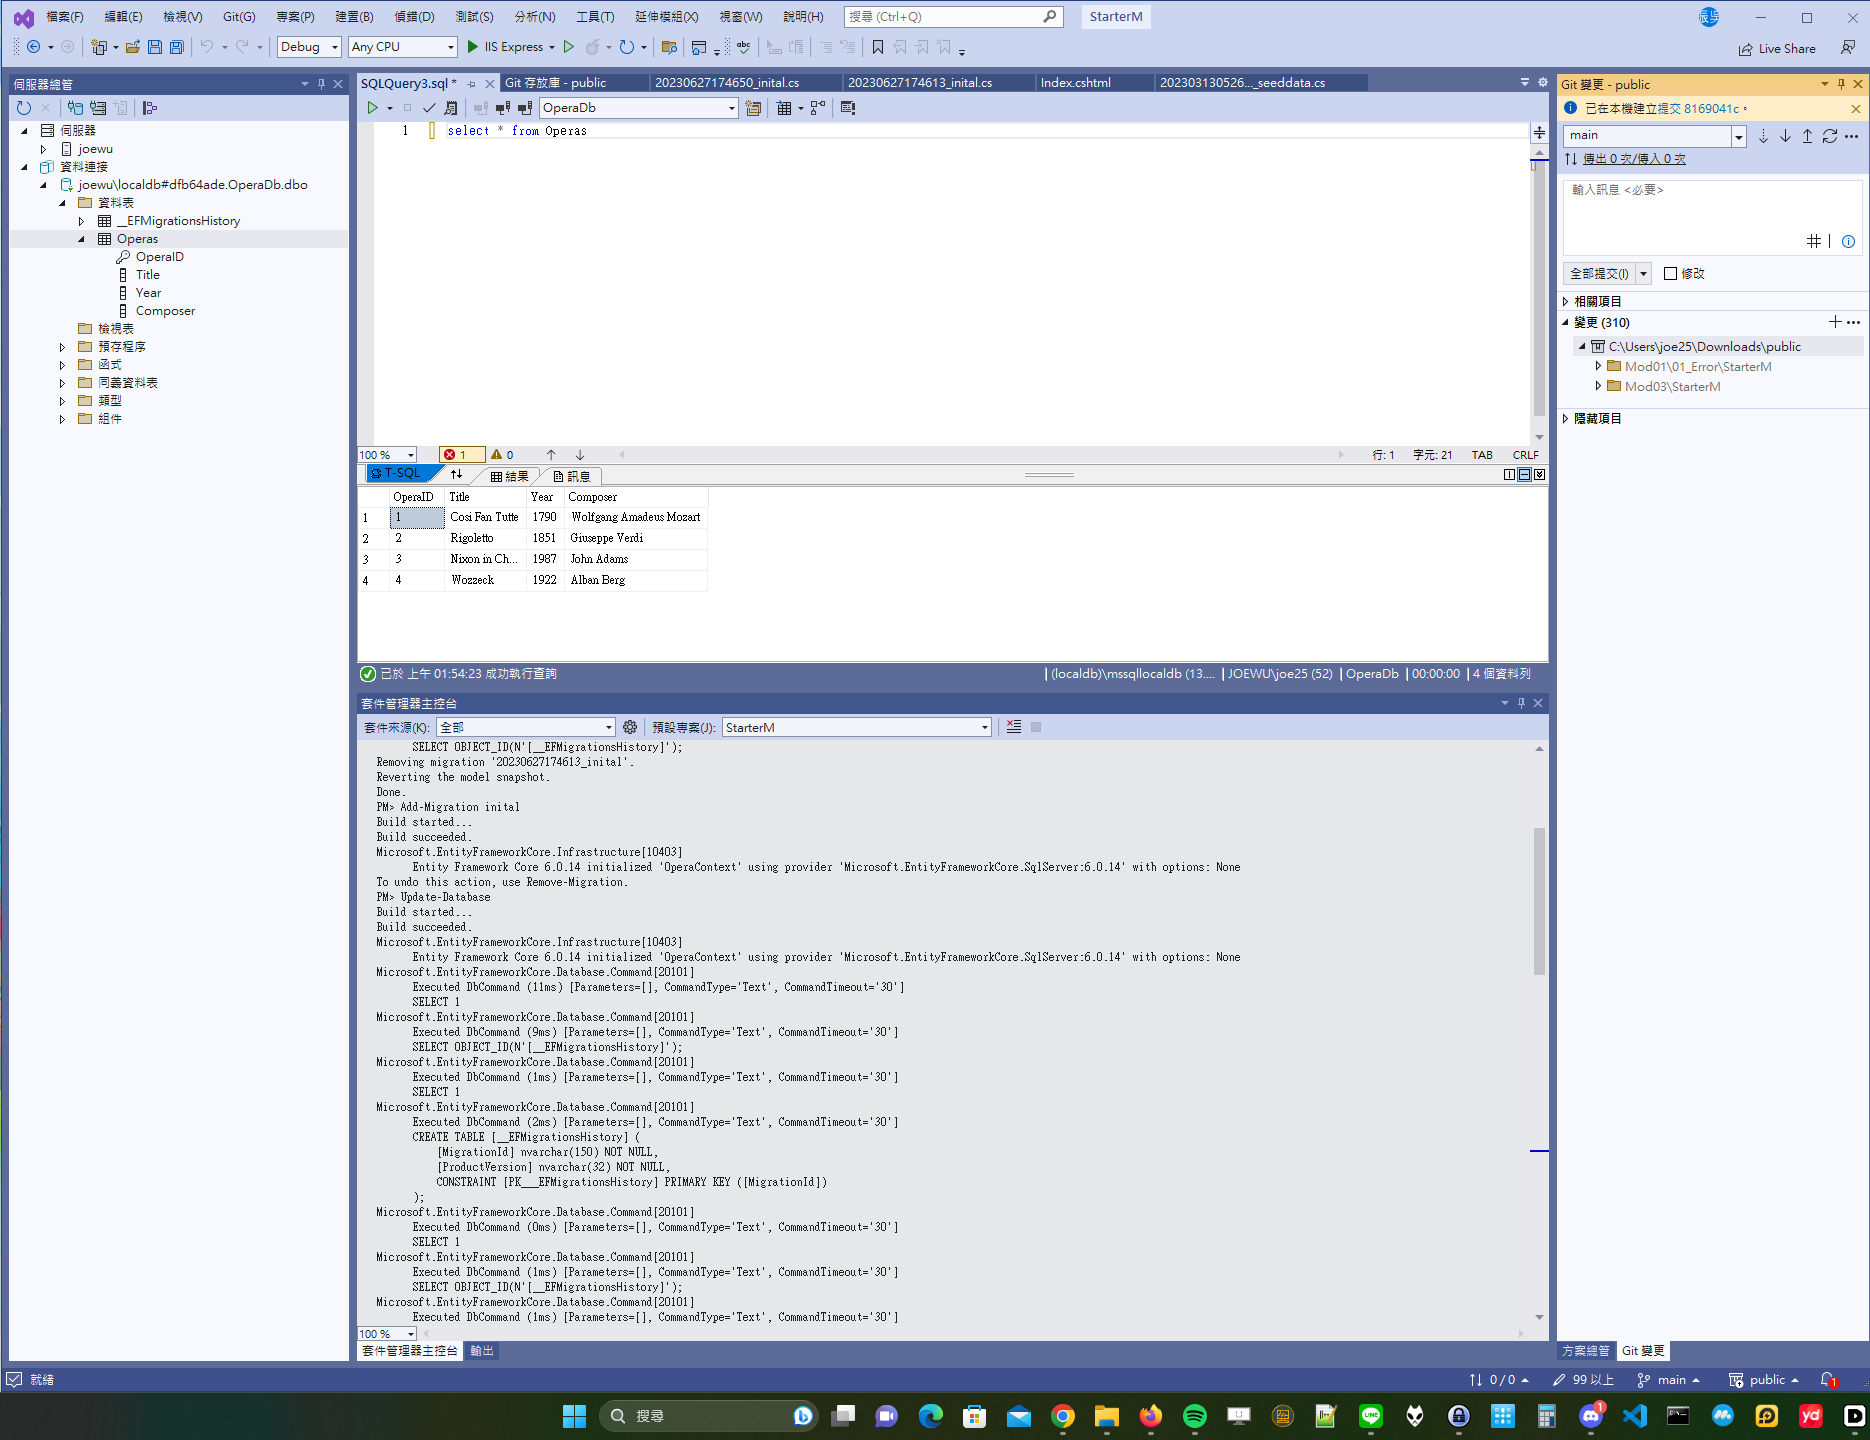 檔案(F) 編輯(E) 檢視(V) Git(G) 專案(P) 建置(B) 偵錯(D) 測試(S) 分析(N) 工具(T) 延伸模組(X) 視窗(W) 說明(H) 搜尋 (Ctrl+Q) StarterM
Debug Any CPU IIS Express Live Share
伺服器總管
伺服器
joewu
資料連接
joewu\localdb#dfb64ade.OperaDb.dbo
資料表
__EFMigrationsHistory
Operas
OperaID
Title
Year
Composer
檢視表
預存程序
函式
同義資料表
類型
組件
SQLQuery3.sql * Git 存放庫 - public 20230627174650_inital.cs 20230627174613_inital.cs Index.cshtml 202303130526..._seeddata.cs
OperaDb
1 select * from Operas
100 % 1 0 行: 1 字元: 21 TAB CRLF
T-SQL 結果 訊息
OperaID Title Year Composer
1 1 Cosi Fan Tutte 1790 Wolfgang Amadeus Mozart
2 2 Rigoletto 1851 Giuseppe Verdi
3 3 Nixon in Ch... 1987 John Adams
4 4 Wozzeck 1922 Alban Berg
已於 上午 01:54:23 成功執行查詢 (localdb)\mssqllocaldb (13.... JOEWU\joe25 (52) OperaDb 00:00:00 4 個資料列
套件管理器主控台
套件來源(K): 全部 預設專案(J): StarterM
SELECT OBJECT_ID(N'[__EFMigrationsHistory]');
Removing migration '20230627174613_inital'.
Reverting the model snapshot.
Done.
PM> Add-Migration inital
Build started...
Build succeeded.
Microsoft.EntityFrameworkCore.Infrastructure[10403]
Entity Framework Core 6.0.14 initialized 'OperaContext' using provider 'Microsoft.EntityFrameworkCore.SqlServer:6.0.14' with options: None
To undo this action, use Remove-Migration.
PM> Update-Database
Build started...
Build succeeded.
Microsoft.EntityFrameworkCore.Infrastructure[10403]
Entity Framework Core 6.0.14 initialized 'OperaContext' using provider 'Microsoft.EntityFrameworkCore.SqlServer:6.0.14' with options: None
Microsoft.EntityFrameworkCore.Database.Command[20101]
Executed DbCommand (11ms) [Parameters=[], CommandType='Text', CommandTimeout='30']
SELECT 1
Microsoft.EntityFrameworkCore.Database.Command[20101]
Executed DbCommand (9ms) [Parameters=[], CommandType='Text', CommandTimeout='30']
SELECT OBJECT_ID(N'[__EFMigrationsHistory]');
Microsoft.EntityFrameworkCore.Database.Command[20101]
Executed DbCommand (1ms) [Parameters=[], CommandType='Text', CommandTimeout='30']
SELECT 1
Microsoft.EntityFrameworkCore.Database.Command[20101]
Executed DbCommand (2ms) [Parameters=[], CommandType='Text', CommandTimeout='30']
CREATE TABLE [__EFMigrationsHistory] (
[MigrationId] nvarchar(150) NOT NULL,
[ProductVersion] nvarchar(32) NOT NULL,
CONSTRAINT [PK___EFMigrationsHistory] PRIMARY KEY ([MigrationId])
);
Microsoft.EntityFrameworkCore.Database.Command[20101]
Executed DbCommand (0ms) [Parameters=[], CommandType='Text', CommandTimeout='30']
SELECT 1
Microsoft.EntityFrameworkCore.Database.Command[20101]
Executed DbCommand (1ms) [Parameters=[], CommandType='Text', CommandTimeout='30']
SELECT OBJECT_ID(N'[__EFMigrationsHistory]');
Microsoft.EntityFrameworkCore.Database.Command[20101]
Executed DbCommand (1ms) [Parameters=[], CommandType='Text', CommandTimeout='30']
100 %
套件管理器主控台 輸出
Git 變更 - public
已在本機建立提交 8169041c。
main
傳出 0 次/傳入 0 次
輸入訊息 <必要>
全部提交(I) 修改
相關項目
變更 (310)
C:\Users\joe25\Downloads\public
Mod01\01_Error\StarterM
Mod03\StarterM
隱藏項目
方案總管 Git 變更
就緒 0 / 0 99 以上 main public 1
搜尋 1 yd